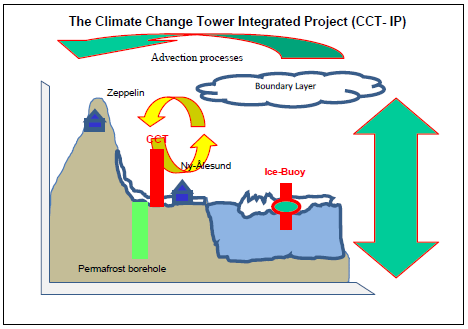 The Climate Change Tower Integrated Project (CCT- IP)
Advection processes
Zeppelin
Boundary Layer
CCT
Ny-Ålesund
Ice-Buoy
Permafrost borehole